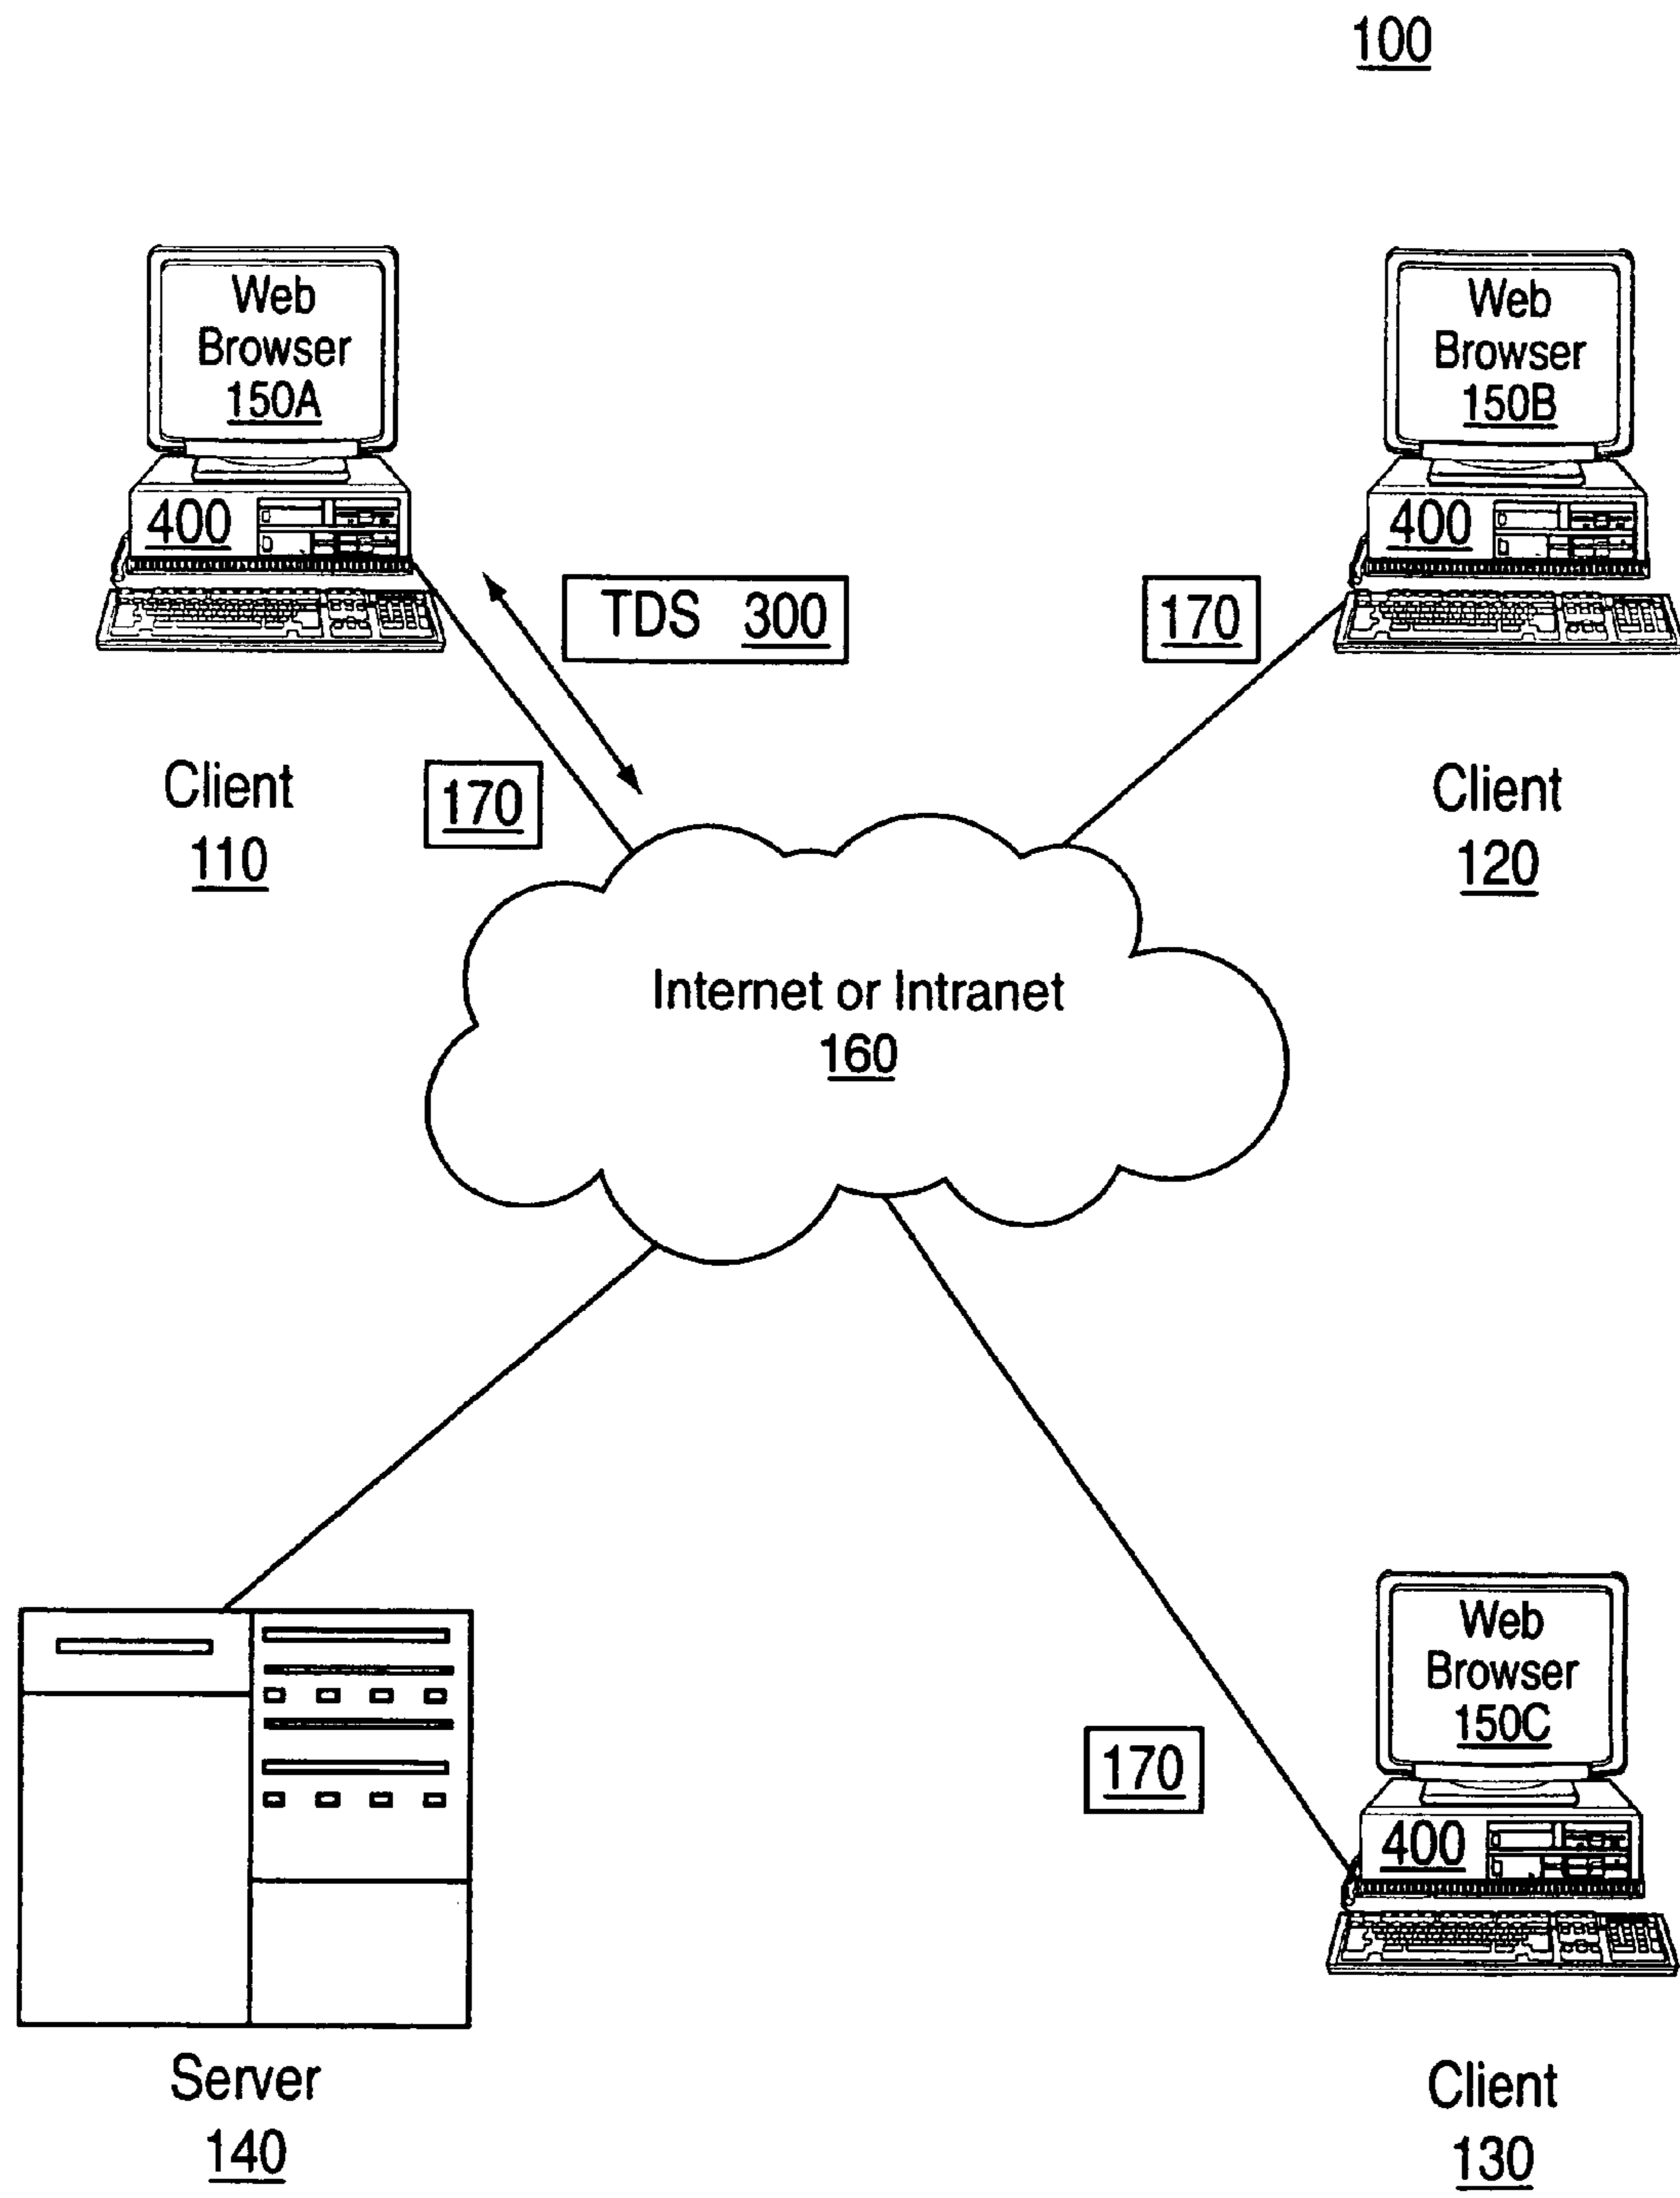 100
Web
Browser
150A
400
Web
Browser
150B
400
TDS 300
170
Client
110
170
Client
120
Internet or Intranet
160
Web
Browser
150C
400
170
Server
140
Client
130